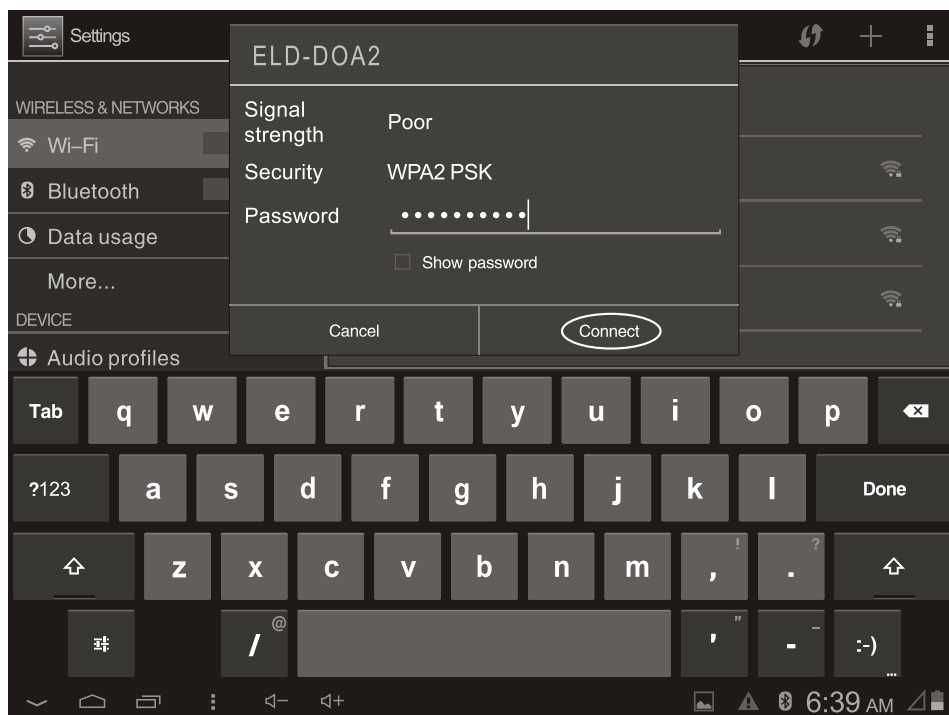 Settings
ELD-DOA2
WIRELESS & NETWORKS
Wi–Fi
Bluetooth
Data usage
More...
DEVICE
Audio profiles
Signal strength Poor
Security WPA2 PSK
Password ••••••••••
Show password
Cancel Connect
Tab q w e r t y u i o p
?123 a s d f g h j k l Done
z x c v b n m , ! . ?
/ @ ' " - _ :-) ...
6:39 AM